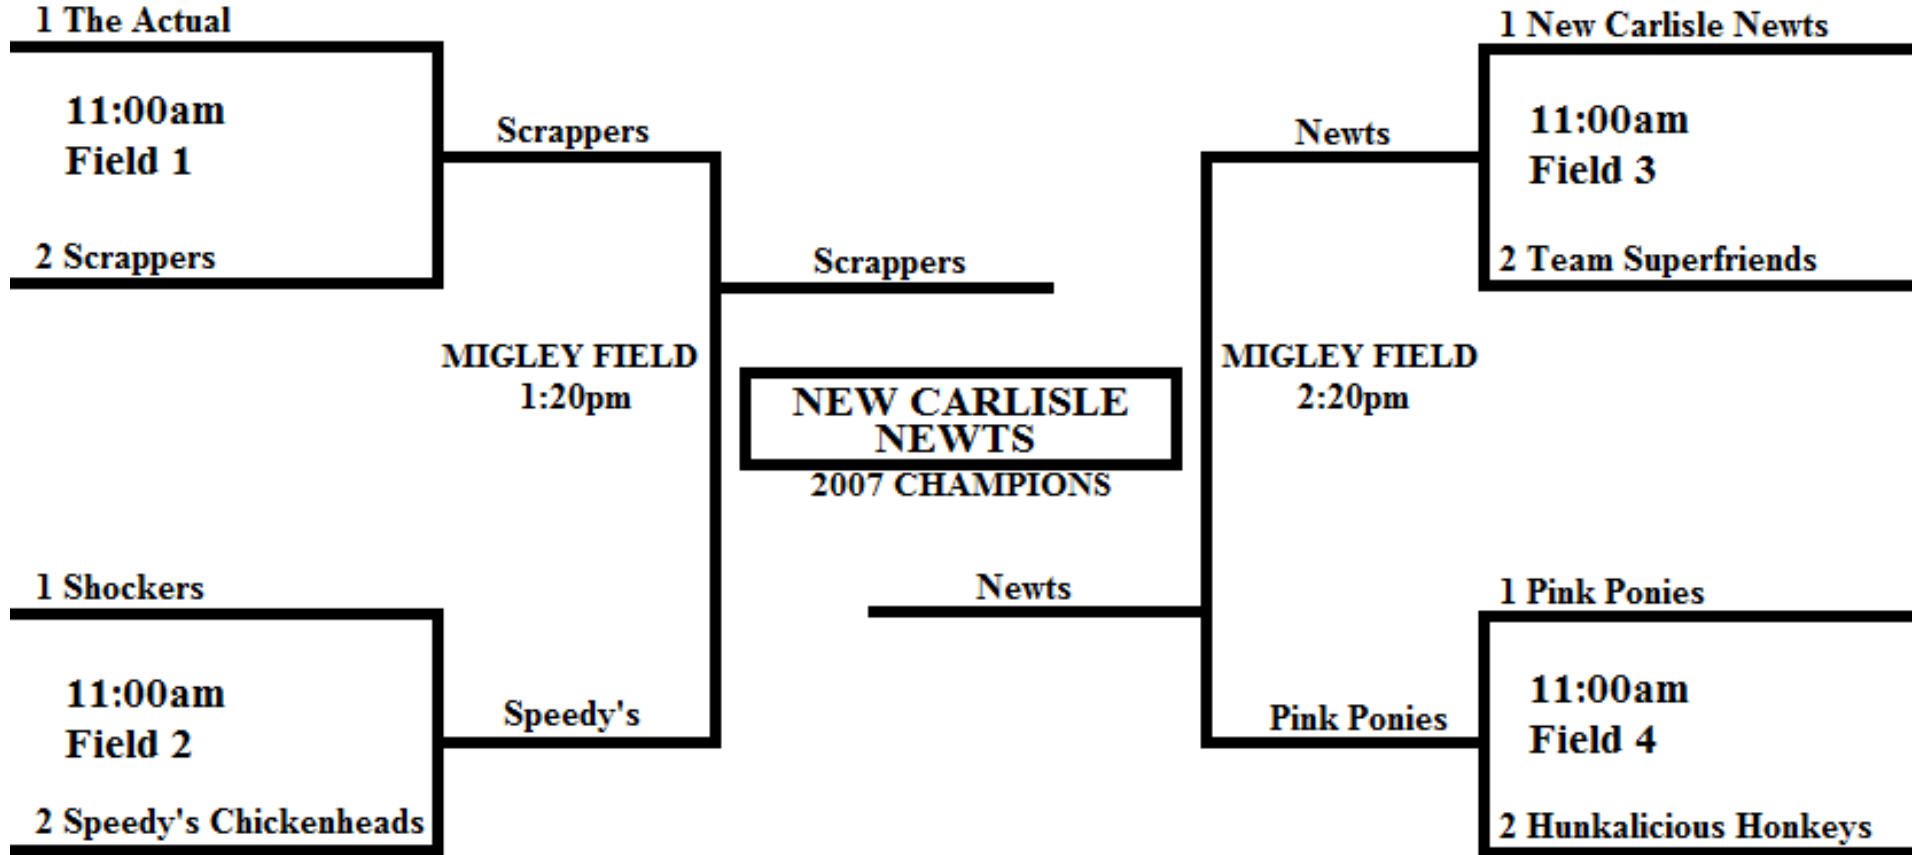 1 The Actual
11:00am
Field 1
2 Scrappers
Scrappers
MIGLEY FIELD
1:20pm
1 Shockers
11:00am
Field 2
2 Speedy's Chickenheads
Speedy's
Scrappers
NEW CARLISLE
NEWTS
2007 CHAMPIONS
Newts
1 New Carlisle Newts
11:00am
Field 3
2 Team Superfriends
Newts
MIGLEY FIELD
2:20pm
1 Pink Ponies
11:00am
Field 4
2 Hunkalicious Honkeys
Pink Ponies